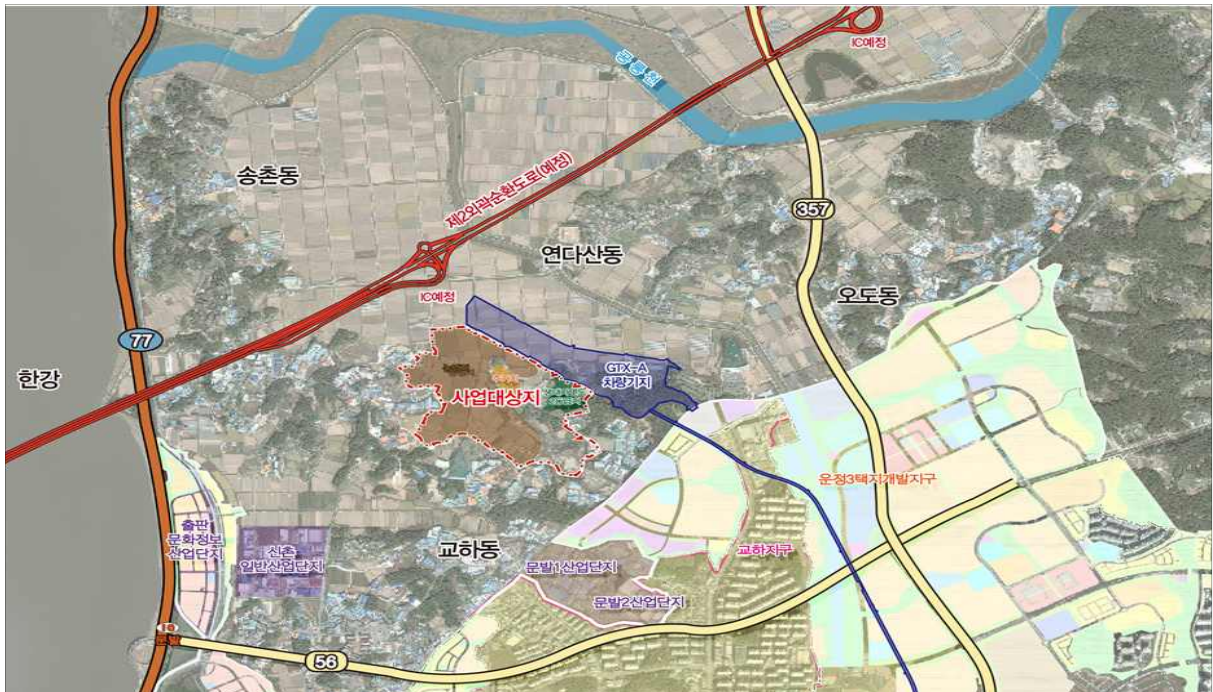 IC예정
공릉천
송촌동
제2외곽순환도로(예정)
357
연다산동
오도동
IC예정
77
GTX-A
차량기지
한강
사업대상지
운정3택지개발지구
출판
문화정보
산업단지
신촌
일반산업단지
교하동
교하지구
문발1산업단지
문발2산업단지
IC
문발
56